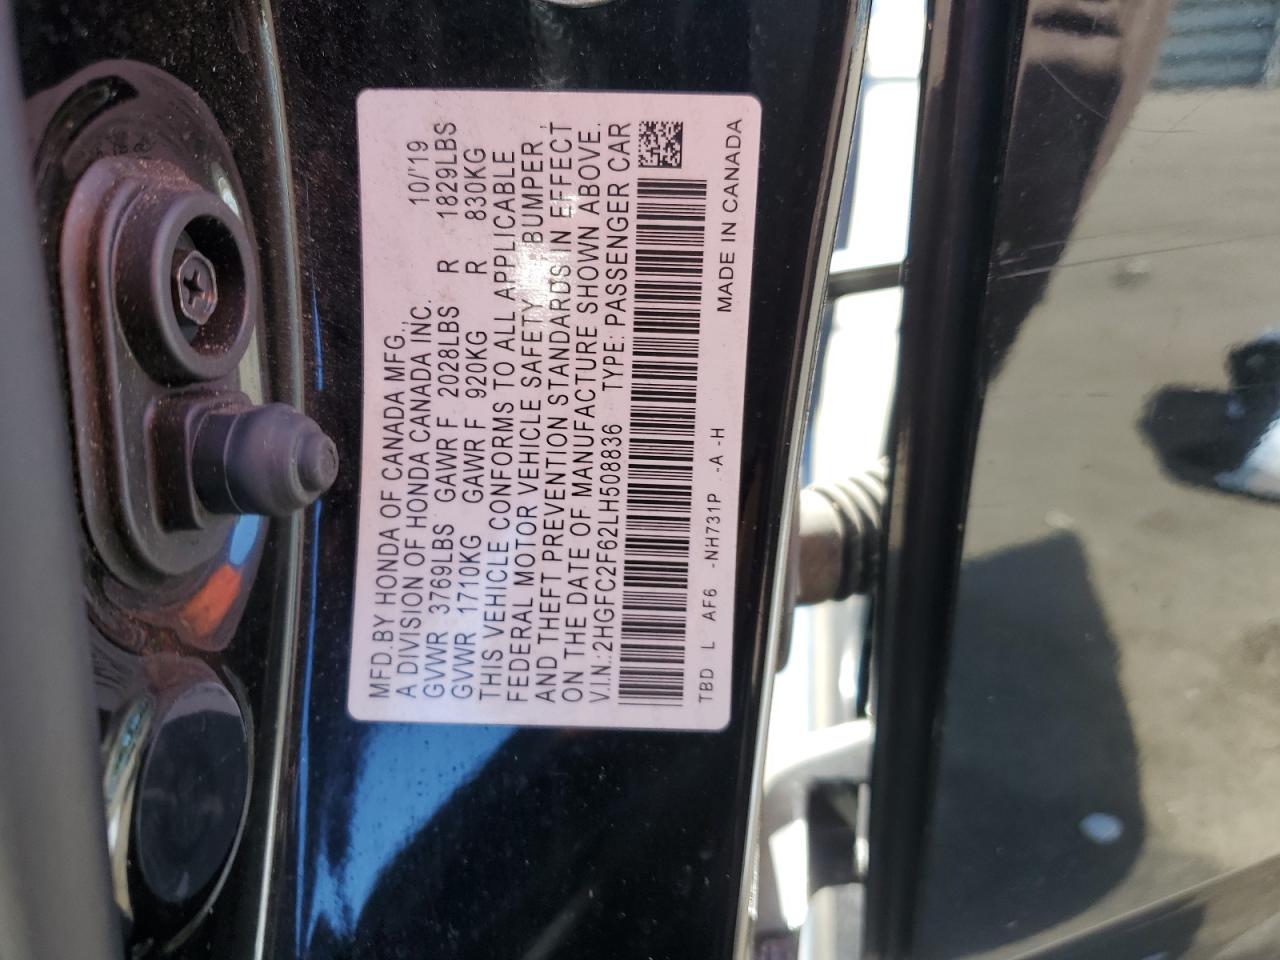 MFD.BY HONDA OF CANADA MFG., 10/'19
A DIVISION OF HONDA CANADA INC.
GVWR 3769LBS GAWR F 2028LBS R 1829LBS
GVWR 1710KG GAWR F 920KG R 830KG
THIS VEHICLE CONFORMS TO ALL APPLICABLE
FEDERAL MOTOR VEHICLE SAFETY, BUMPER,
AND THEFT PREVENTION STANDARDS IN EFFECT
ON THE DATE OF MANUFACTURE SHOWN ABOVE.
V.I.N.:2HGFC2F62LH508836 TYPE: PASSENGER CAR
TBD L AF6 -NH731P -A -H MADE IN CANADA